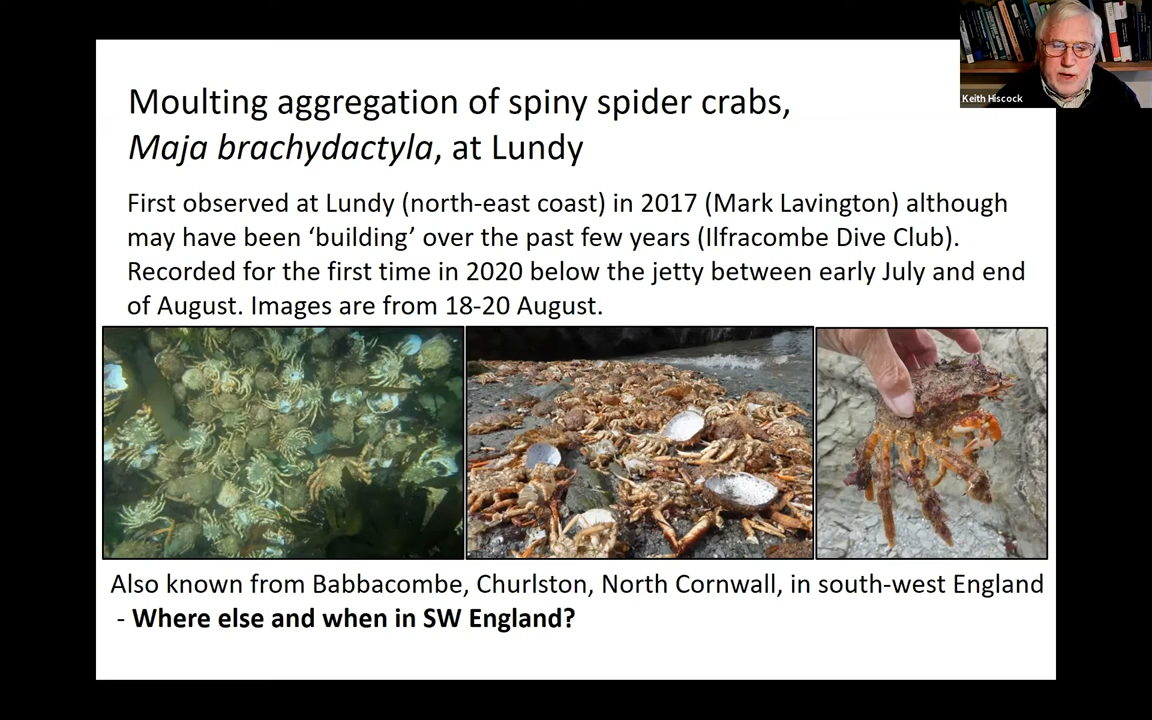 Keith Hiscock
Moulting aggregation of spiny spider crabs,
Maja brachydactyla, at Lundy
First observed at Lundy (north-east coast) in 2017 (Mark Lavington) although
may have been ‘building’ over the past few years (Ilfracombe Dive Club).
Recorded for the first time in 2020 below the jetty between early July and end
of August. Images are from 18-20 August.
Also known from Babbacombe, Churlston, North Cornwall, in south-west England
- Where else and when in SW England?